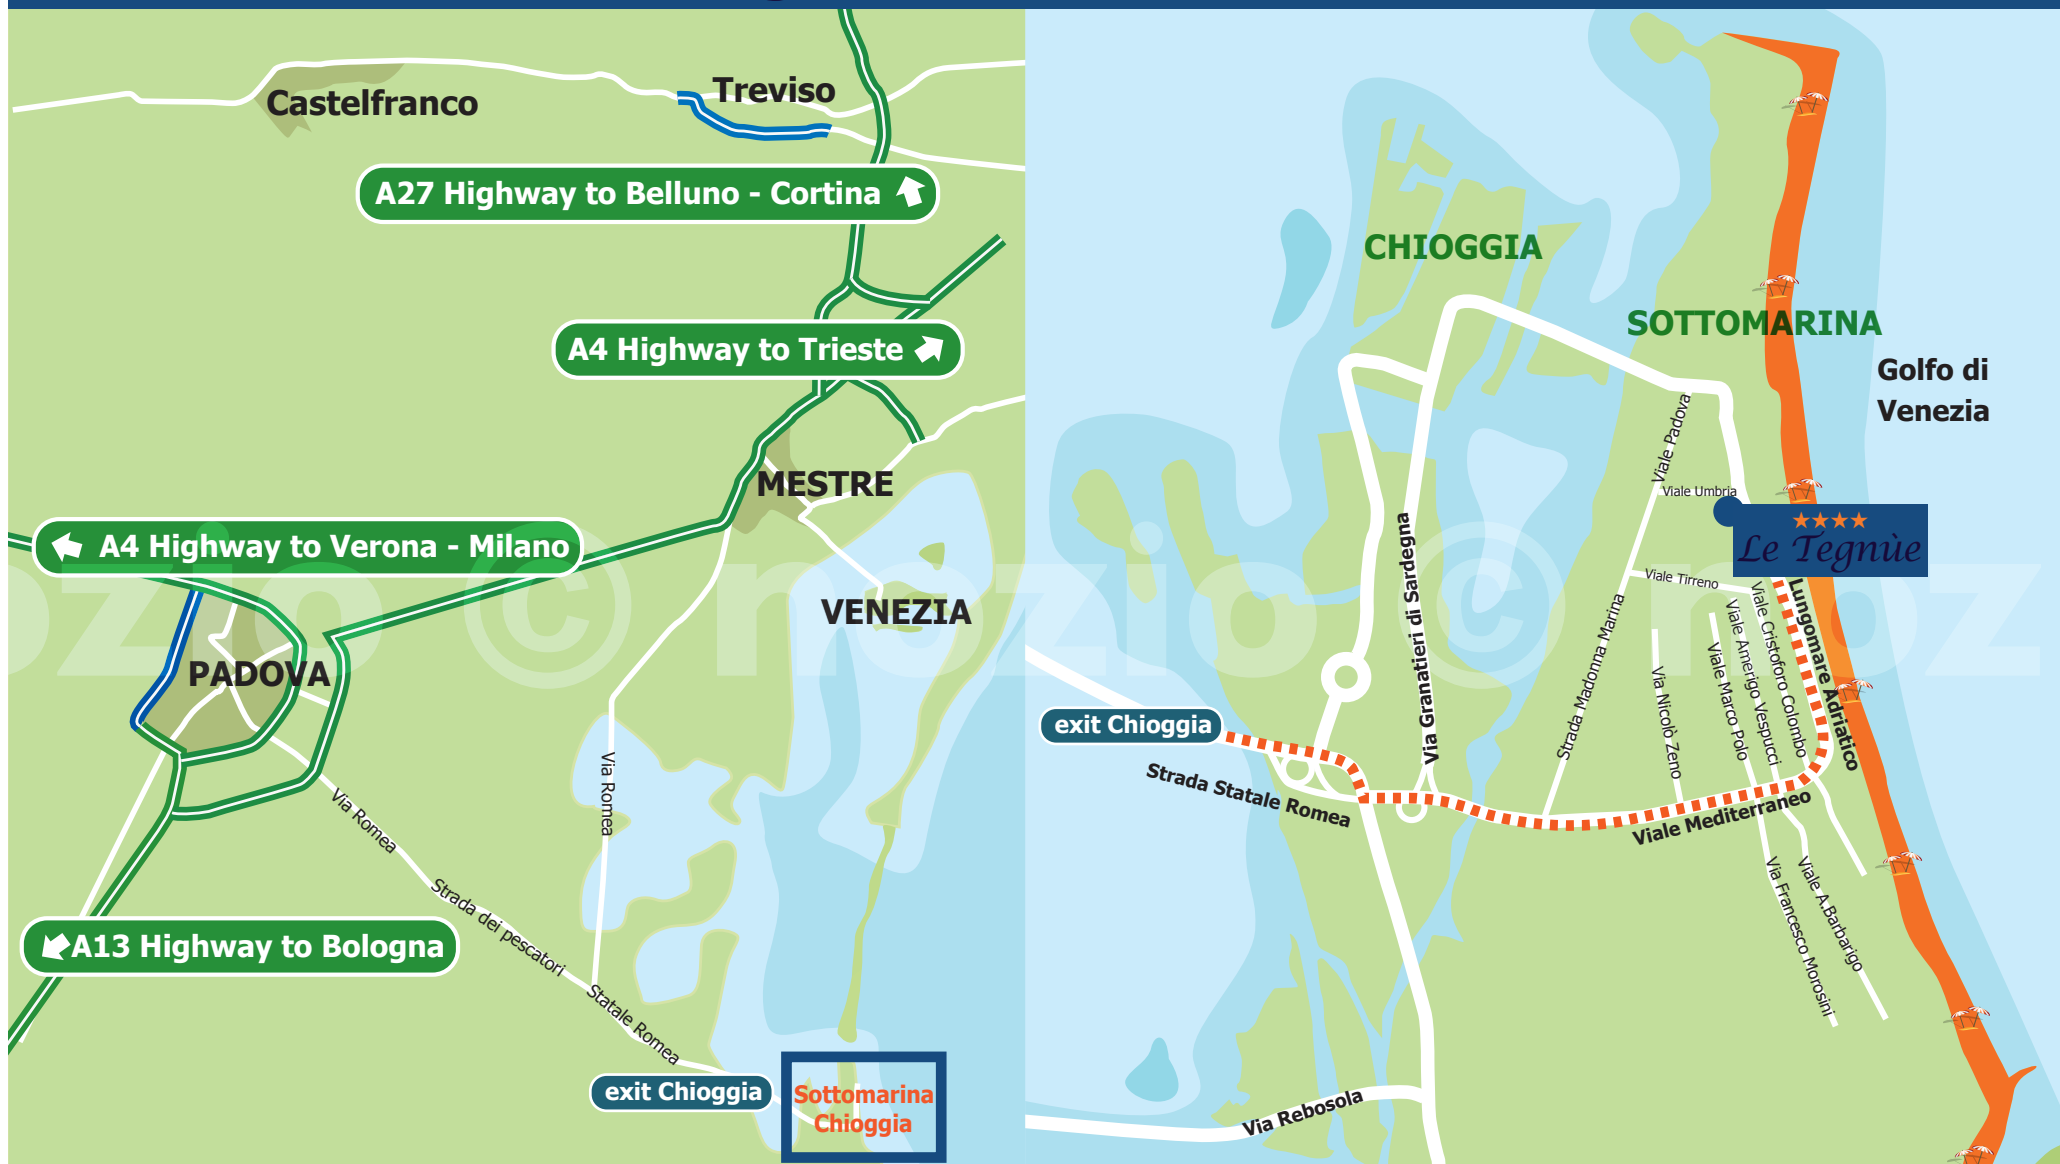 Castelfranco
Treviso
A27 Highway to Belluno - Cortina
A4 Highway to Trieste
MESTRE
A4 Highway to Verona - Milano
VENEZIA
PADOVA
Via Romea
Via Romea
Strada dei pescatori
A13 Highway to Bologna
Statale Romea
exit Chioggia
Sottomarina
Chioggia
CHIOGGIA
SOTTOMARINA
Golfo di
Venezia
Viale Padova
Viale Umbria
★★★★
Le Tegnùe
Viale Tirreno
Via Granatieri di Sardegna
Strada Madonna Marina
Via Nicolò Zeno
Viale Marco Polo
Viale Amerigo Vespucci
Viale Cristoforo Colombo
Lungomare Adriatico
exit Chioggia
Strada Statale Romea
Viale Mediterraneo
Via Francesco Morosini
Viale A.Barbarigo
Via Rebosola
nozio © nozio © noz